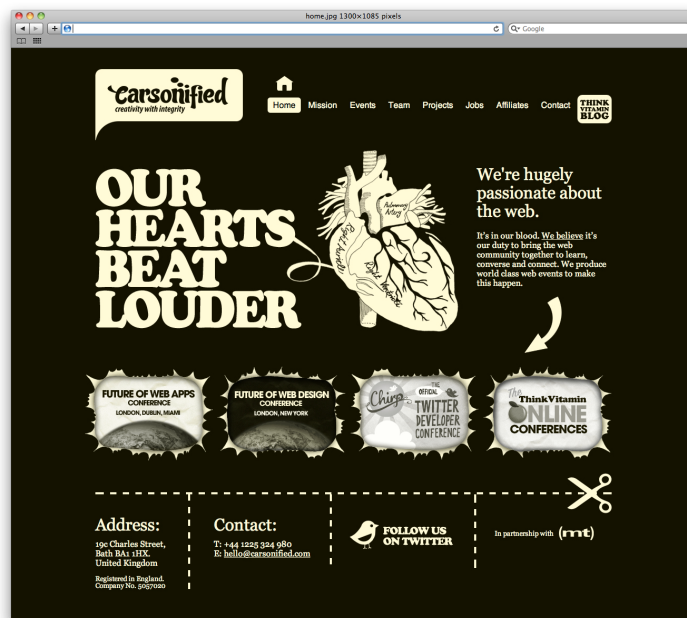 home.jpg 1300×1085 pixels
Google
Carsonified
creativity with integrity
Home Mission Events Team Projects Jobs Affiliates Contact
THINK
VITAMIN
BLOG
OUR
HEARTS
BEAT
LOUDER
Pulmonary
Artery
Right Auricle
Right Ventricle
We're hugely
passionate about
the web.
It's in our blood. We believe it's
our duty to bring the web
community together to learn,
converse and connect. We produce
world class web events to make
this happen.
FUTURE OF WEB APPS
CONFERENCE
LONDON, DUBLIN, MIAMI
FUTURE OF WEB DESIGN
CONFERENCE
LONDON, NEW YORK
Chirp
THE
OFFICIAL
TWITTER
DEVELOPER
CONFERENCE
The
ThinkVitamin
ONLINE
CONFERENCES
Address:
19c Charles Street,
Bath BA1 1HX.
United Kingdom
Registered in England.
Company No. 5057020
Contact:
T: +44 1225 324 980
E: hello@carsonified.com
FOLLOW US
ON TWITTER
In partnership with (mt)